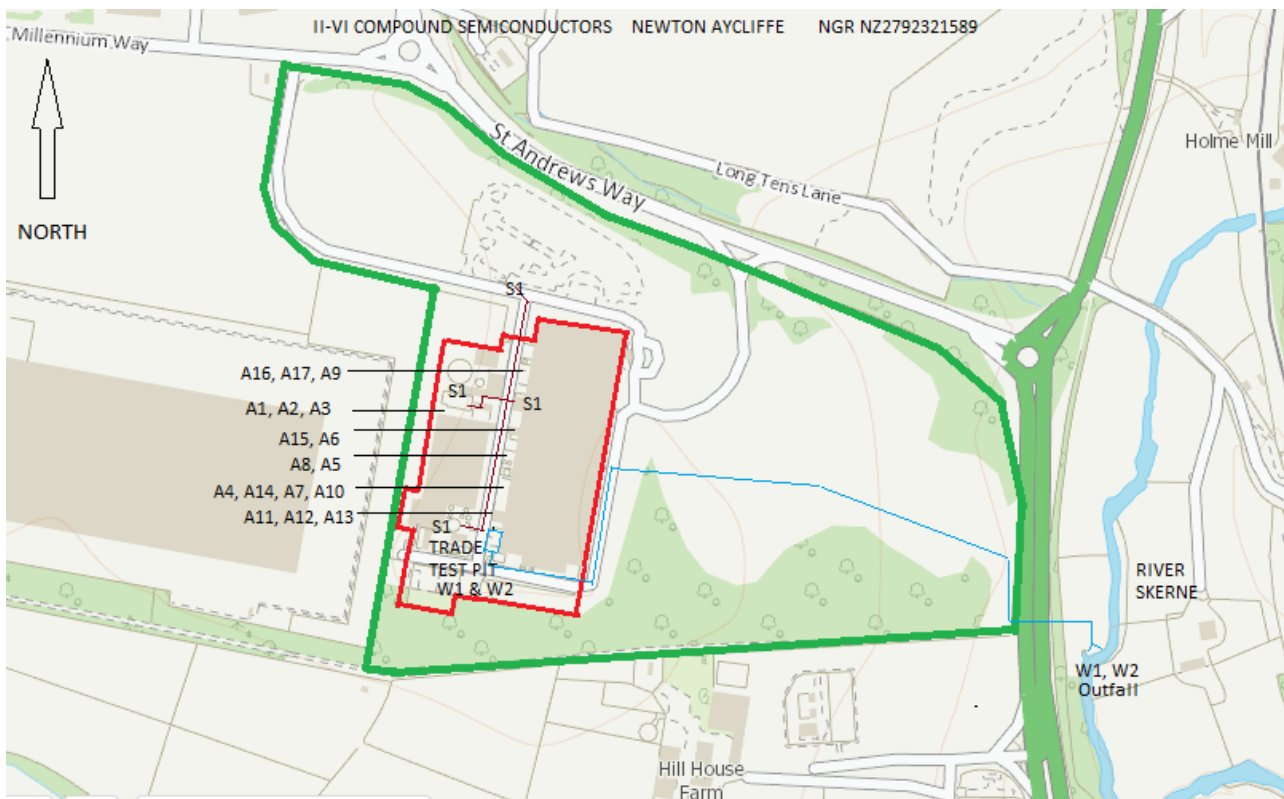 II-VI COMPOUND SEMICONDUCTORS NEWTON AYCLIFFE NGR NZ2792321589
Millennium Way
St Andrews Way
Long Tens Lane
Holme Mill
NORTH
S1
A16, A17, A9
S1
S1
A1, A2, A3
A15, A6
A8, A5
A4, A14, A7, A10
A11, A12, A13
S1
TRADE
TEST PIT
W1 & W2
RIVER
SKERNE
W1, W2
Outfall
Hill House
Farm